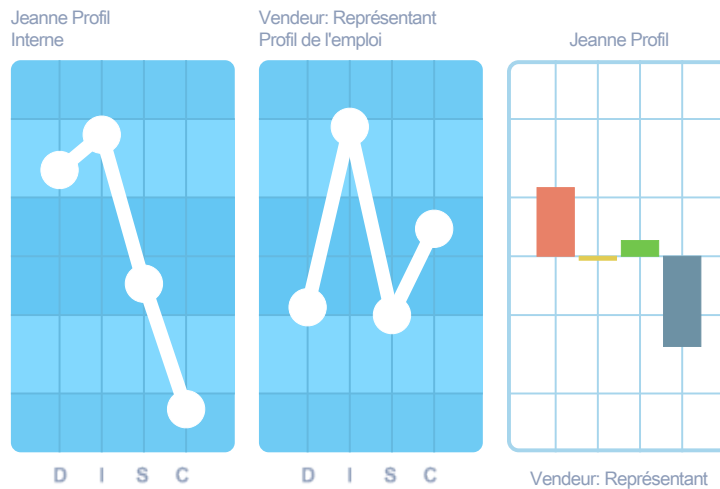 Jeanne Profil
Interne
Vendeur: Représentant
Profil de l'emploi
Jeanne Profil
D I S C
D I S C
Vendeur: Représentant